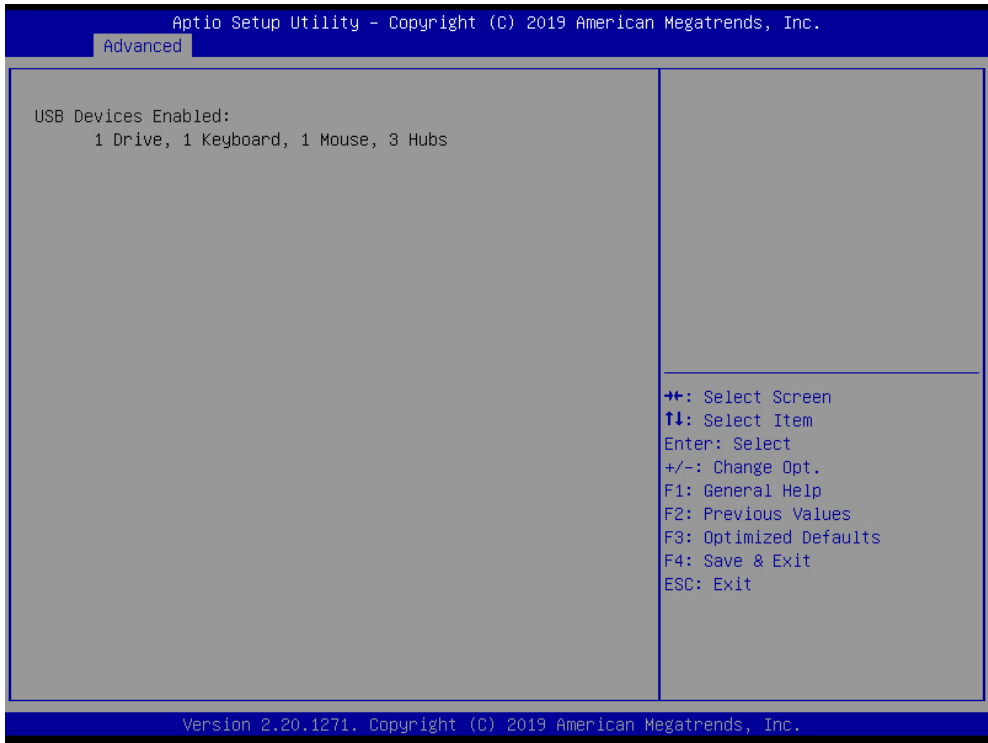 Aptio Setup Utility – Copyright (C) 2019 American Megatrends, Inc.
Advanced
USB Devices Enabled:
1 Drive, 1 Keyboard, 1 Mouse, 3 Hubs
→←: Select Screen
↑↓: Select Item
Enter: Select
+/-: Change Opt.
F1: General Help
F2: Previous Values
F3: Optimized Defaults
F4: Save & Exit
ESC: Exit
Version 2.20.1271. Copyright (C) 2019 American Megatrends, Inc.